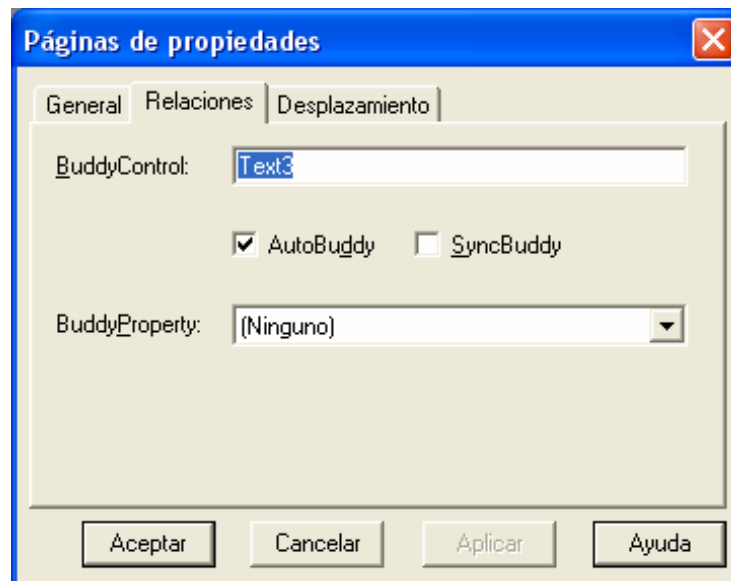 Páginas de propiedades
General Relaciones Desplazamiento
BuddyControl: Text3
AutoBuddy SyncBuddy
BuddyProperty: (Ninguno)
Aceptar Cancelar Aplicar Ayuda